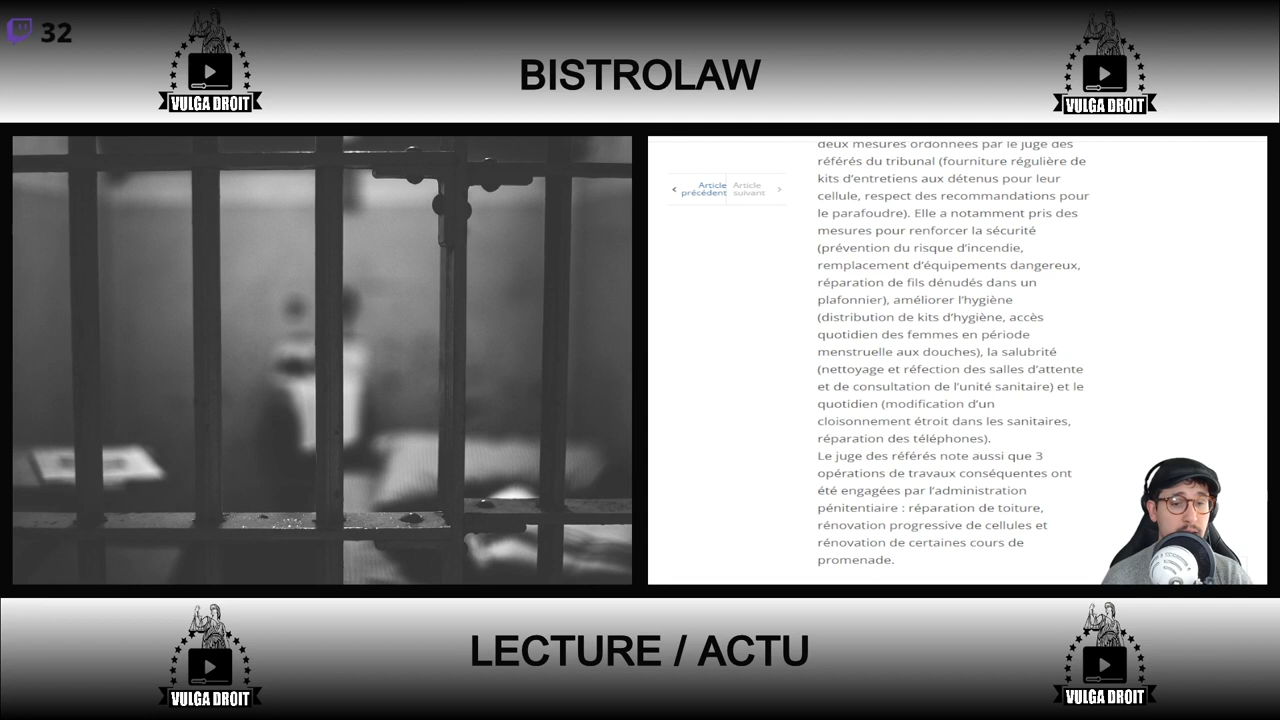 32
BISTROLAW
VULGA DROIT
VULGA DROIT
Article précédent
Article suivant
deux mesures ordonnées par le juge des
référés du tribunal (fourniture régulière de
kits d'entretiens aux détenus pour leur
cellule, respect des recommandations pour
le parafoudre). Elle a notamment pris des
mesures pour renforcer la sécurité
(prévention du risque d'incendie,
remplacement d'équipements dangereux,
réparation de fils dénudés dans un
plafonnier), améliorer l'hygiène
(distribution de kits d'hygiène, accès
quotidien des femmes en période
menstruelle aux douches), la salubrité
(nettoyage et réfection des salles d'attente
et de consultation de l'unité sanitaire) et le
quotidien (modification d'un
cloisonnement étroit dans les sanitaires,
réparation des téléphones).
Le juge des référés note aussi que 3
opérations de travaux conséquentes ont
été engagées par l'administration
pénitentiaire : réparation de toiture,
rénovation progressive de cellules et
rénovation de certaines cours de
promenade.
LECTURE / ACTU
VULGA DROIT
VULGA DROIT